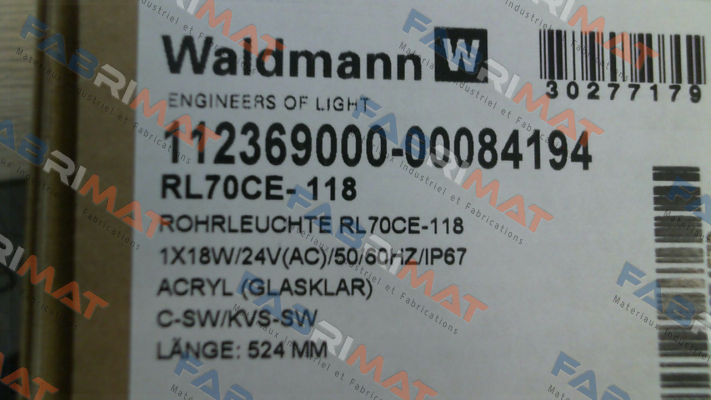 Waldmann W
ENGINEERS OF LIGHT
30277179
112369000-00084194
RL70CE-118
ROHRLEUCHTE RL70CE-118
1X18W/24V(AC)/50/60HZ/IP67
ACRYL (GLASKLAR)
C-SW/KVS-SW
LÄNGE: 524 MM
FABRIMAT
Matériaux Industriel et Fabrications